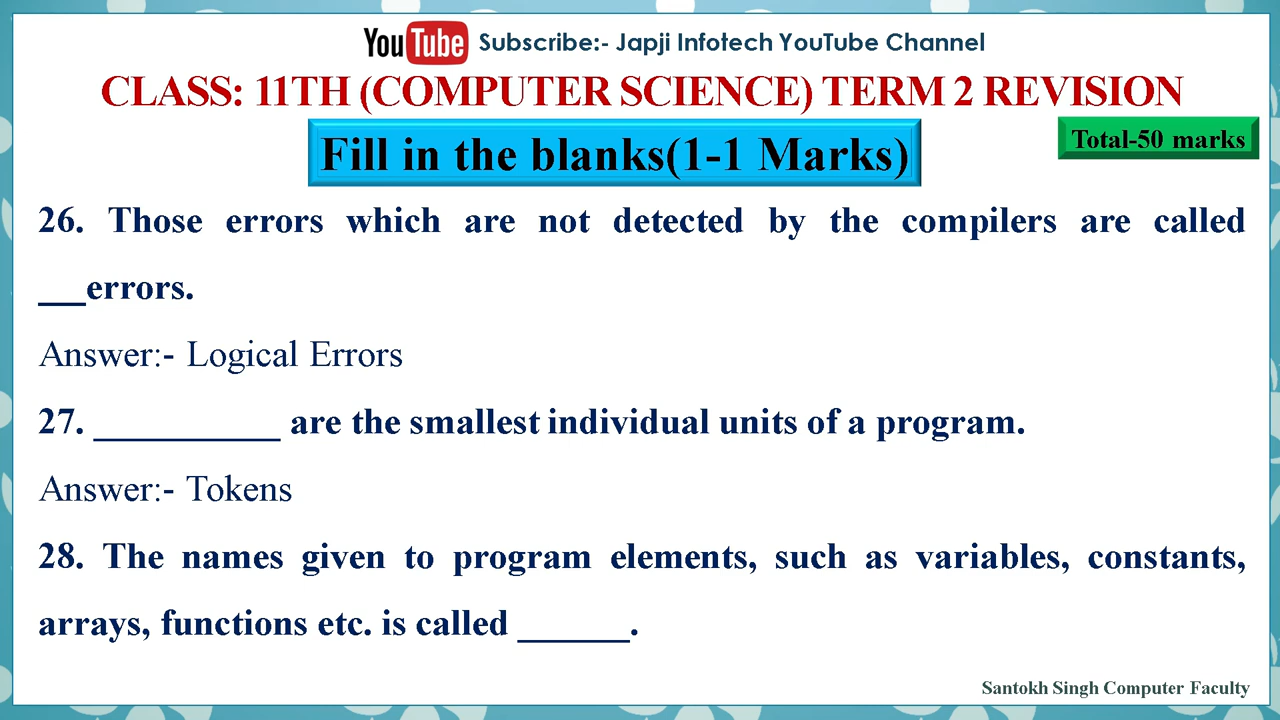 YouTube Subscribe:- Japji Infotech YouTube Channel
CLASS: 11TH (COMPUTER SCIENCE) TERM 2 REVISION
Fill in the blanks(1-1 Marks)
Total-50 marks
26. Those errors which are not detected by the compilers are called
___errors.
Answer:- Logical Errors
27. __________ are the smallest individual units of a program.
Answer:- Tokens
28. The names given to program elements, such as variables, constants,
arrays, functions etc. is called ______.
Santokh Singh Computer Faculty